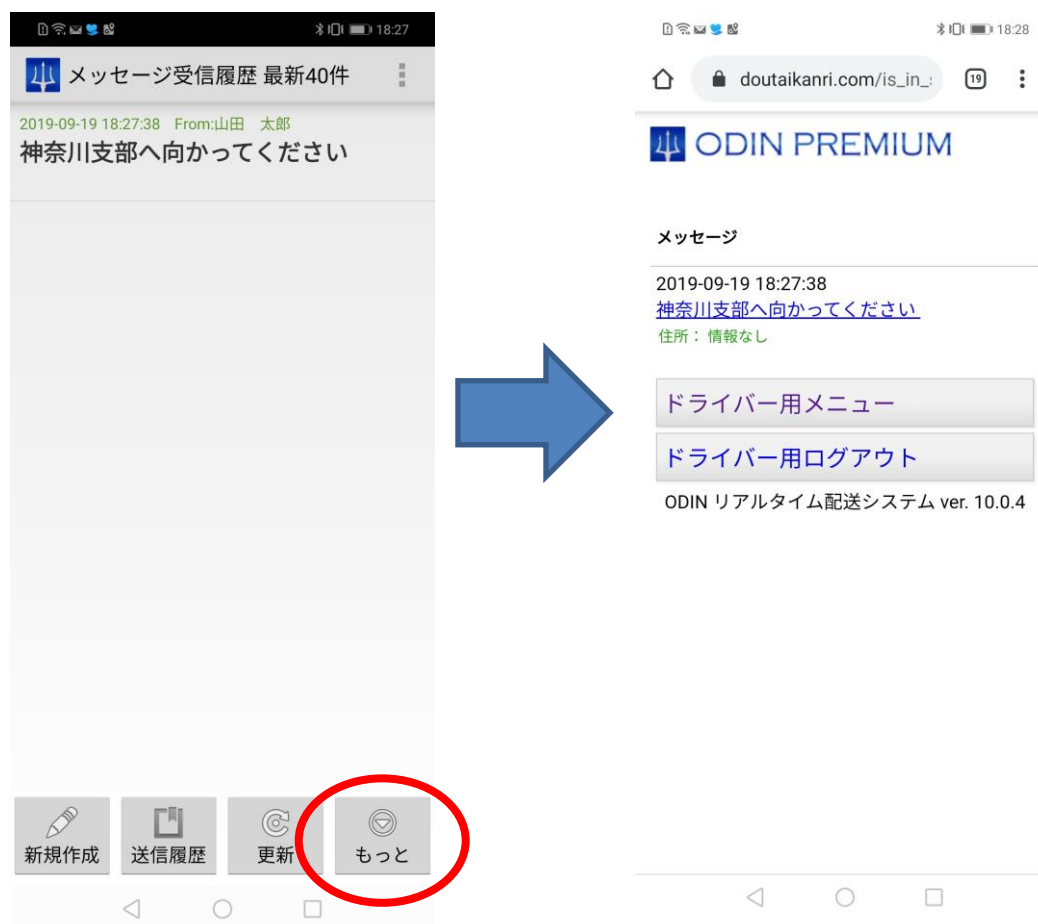 18:27
メッセージ受信履歴 最新40件
2019-09-19 18:27:38 From:山田　太郎
神奈川支部へ向かってください
新規作成
送信履歴
更新
もっと
18:28
doutaikanri.com/is_in_
19
ODIN PREMIUM
メッセージ
2019-09-19 18:27:38
神奈川支部へ向かってください
住所： 情報なし
ドライバー用メニュー
ドライバー用ログアウト
ODIN リアルタイム配送システム ver. 10.0.4